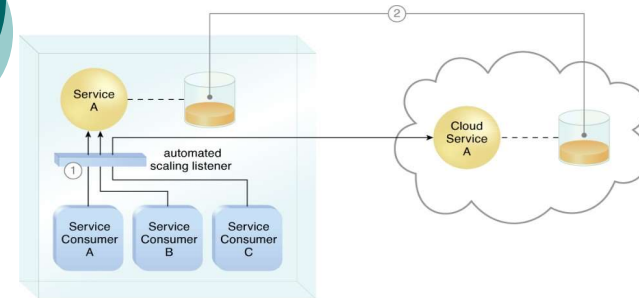 2
Service
A
Cloud
Service
A
automated
scaling listener
1
Service
Consumer
A
Service
Consumer
B
Service
Consumer
C